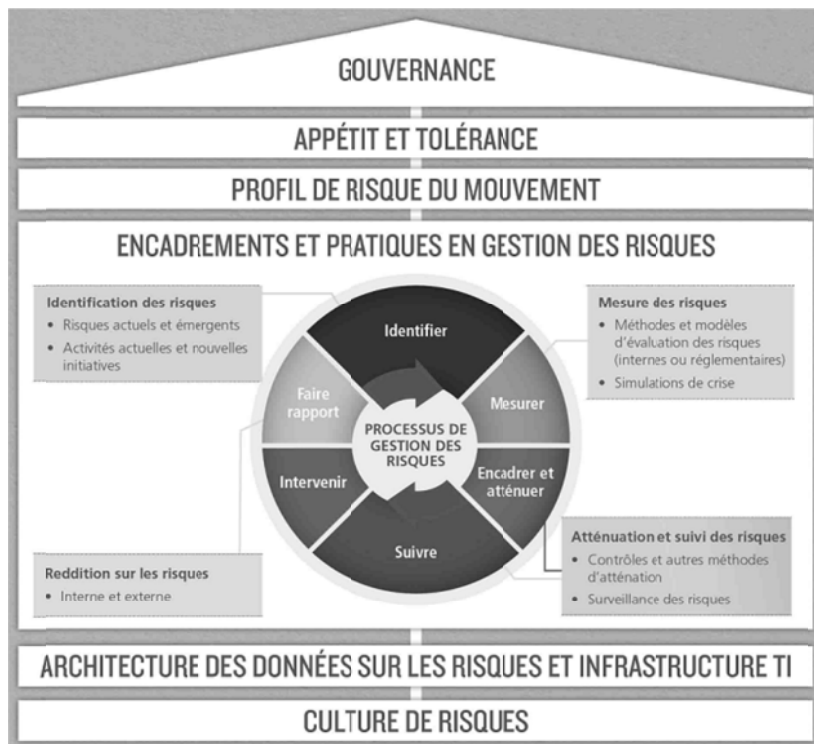 GOUVERNANCE
APPÉTIT ET TOLÉRANCE
PROFIL DE RISQUE DU MOUVEMENT
ENCADREMENTS ET PRATIQUES EN GESTION DES RISQUES
Identification des risques
• Risques actuels et émergents
• Activités actuelles et nouvelles
initiatives
Mesure des risques
• Méthodes et modèles
d'évaluation des risques
(internes ou réglementaires)
• Simulations de crise
Identifier
Faire
rapport
Mesurer
PROCESSUS DE
GESTION DES
RISQUES
Intervenir
Encadrer et
atténuer
Suivre
Reddition sur les risques
• Interne et externe
Atténuation et suivi des risques
• Contrôles et autres méthodes
d'atténation
• Surveillance des risques
ARCHITECTURE DES DONNÉES SUR LES RISQUES ET INFRASTRUCTURE TI
CULTURE DE RISQUES